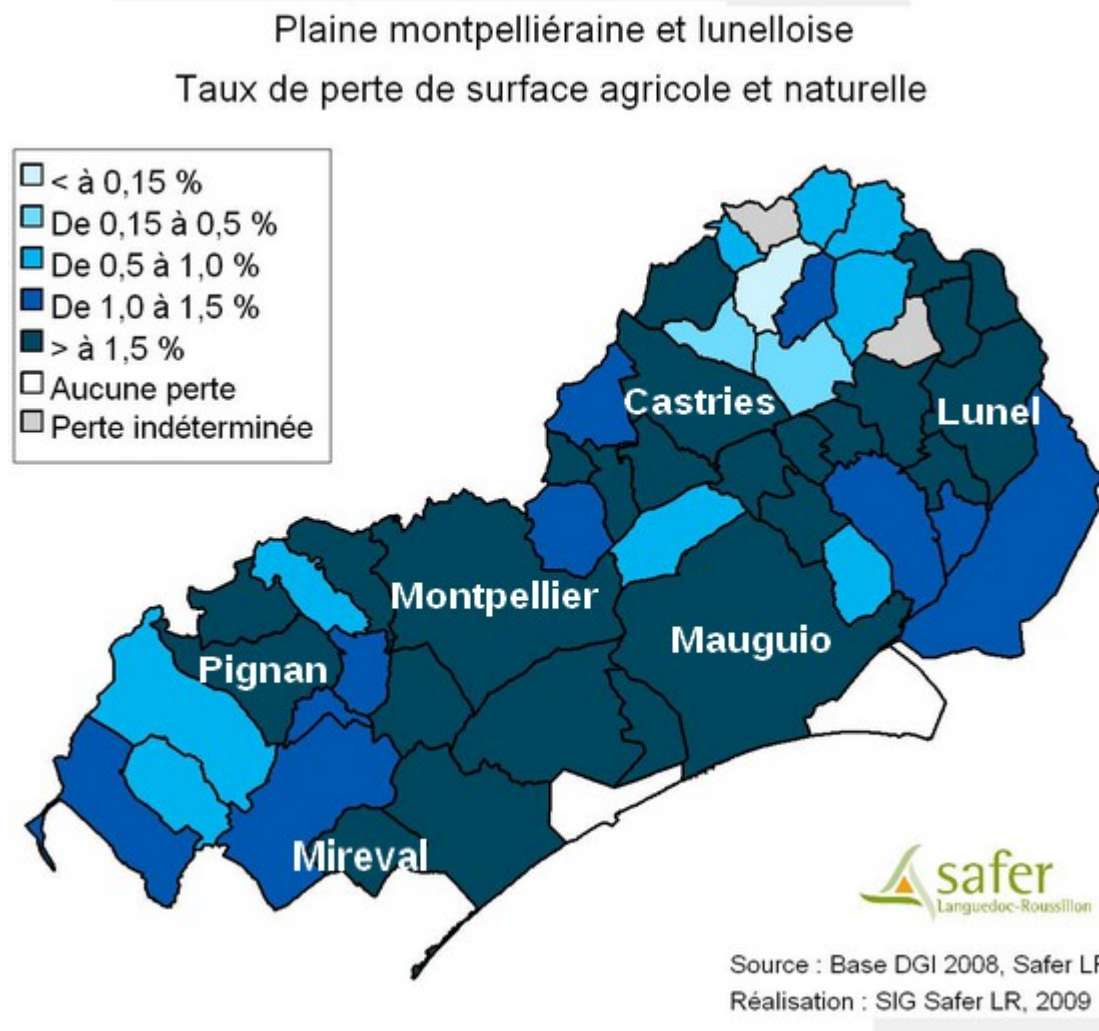 Plaine montpelliéraine et lunelloise
Taux de perte de surface agricole et naturelle
< à 0,15 %
De 0,15 à 0,5 %
De 0,5 à 1,0 %
De 1,0 à 1,5 %
> à 1,5 %
Aucune perte
Perte indéterminée
Castries
Lunel
Montpellier
Mauguio
Pignan
Mireval
safer
Languedoc-Roussillon
Source : Base DGI 2008, Safer LR
Réalisation : SIG Safer LR, 2009